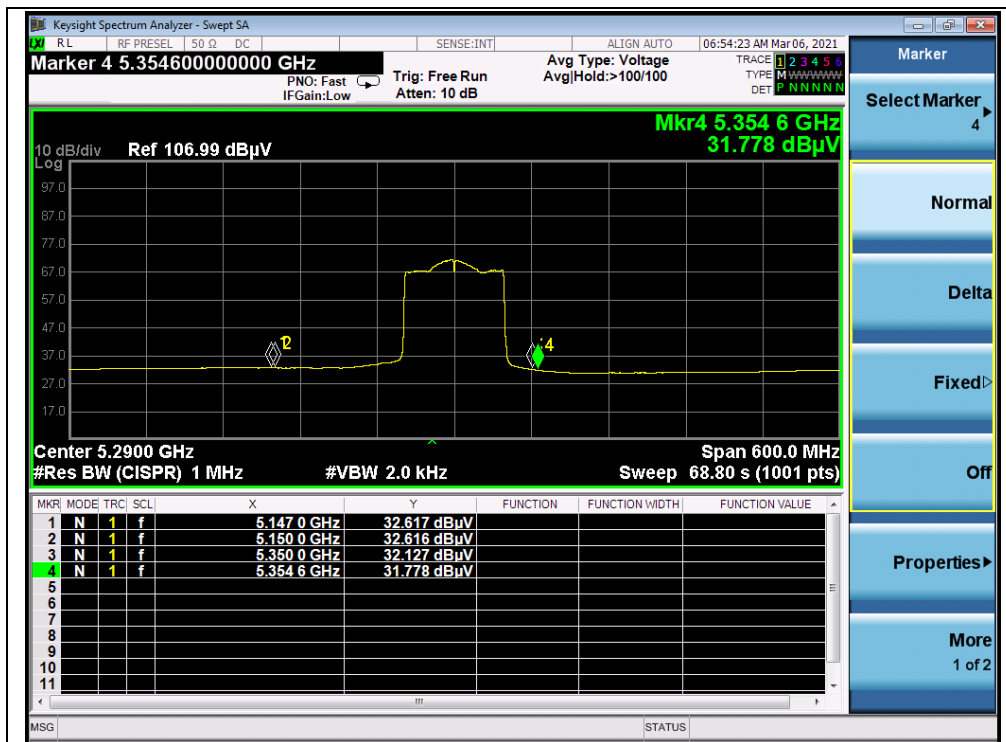 Keysight Spectrum Analyzer - Swept SA
LXI RL RF PRESEL 50 Ω DC SENSE:INT ALIGN AUTO 06:54:23 AM Mar 06, 2021
Marker 4 5.354600000000 GHz
PNO: Fast
IFGain:Low
Trig: Free Run
Atten: 10 dB
Avg Type: Voltage
Avg|Hold:>100/100
TRACE 1 2 3 4 5 6
TYPE M WWWWW
DET P N N N N N
Mkr4 5.354 6 GHz
31.778 dBµV
10 dB/div Ref 106.99 dBµV
Log
97.0
87.0
77.0
67.0
57.0
47.0
37.0
27.0
17.0
2
4
Center 5.2900 GHz Span 600.0 MHz
#Res BW (CISPR) 1 MHz #VBW 2.0 kHz Sweep 68.80 s (1001 pts)
MKR MODE TRC SCL X Y FUNCTION FUNCTION WIDTH FUNCTION VALUE
1 N 1 f 5.147 0 GHz 32.617 dBµV
2 N 1 f 5.150 0 GHz 32.616 dBµV
3 N 1 f 5.350 0 GHz 32.127 dBµV
4 N 1 f 5.354 6 GHz 31.778 dBµV
5
6
7
8
9
10
11
MSG STATUS
Marker
Select Marker
4
Normal
Delta
Fixed
Off
Properties
More
1 of 2